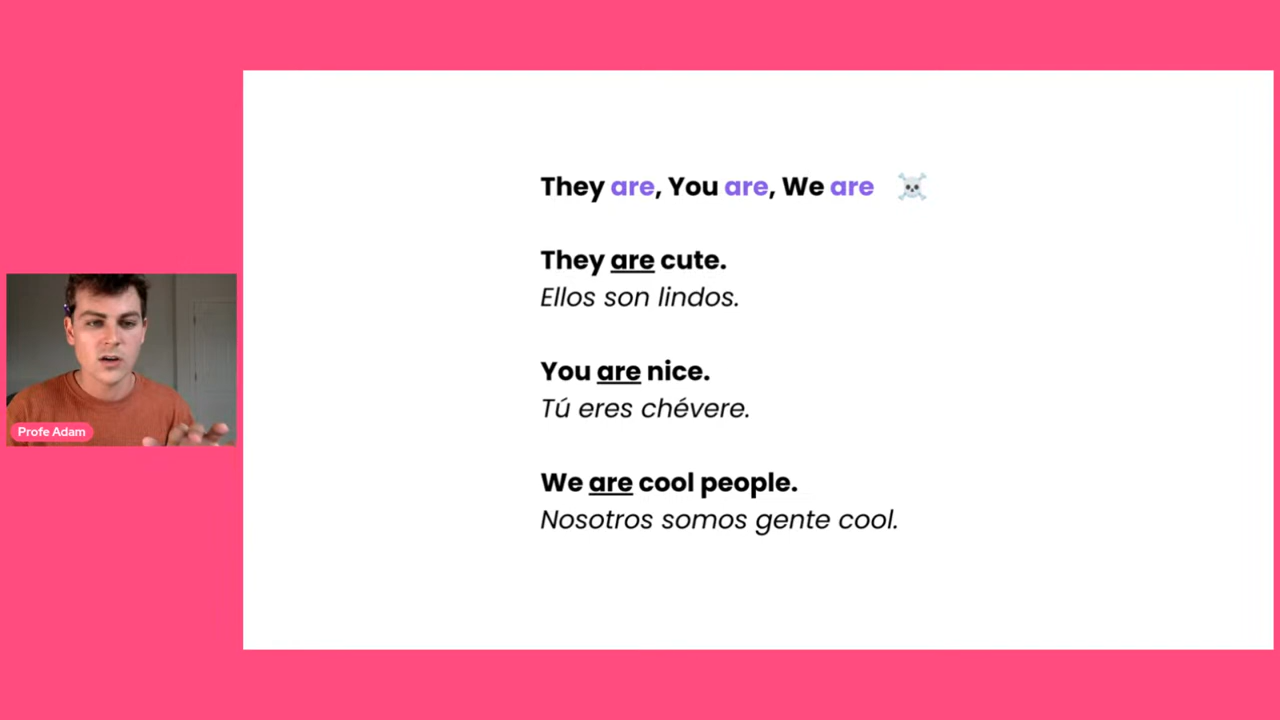 They are, You are, We are ☠️
They are cute.
Ellos son lindos.
You are nice.
Tú eres chévere.
We are cool people.
Nosotros somos gente cool.
Profe Adam